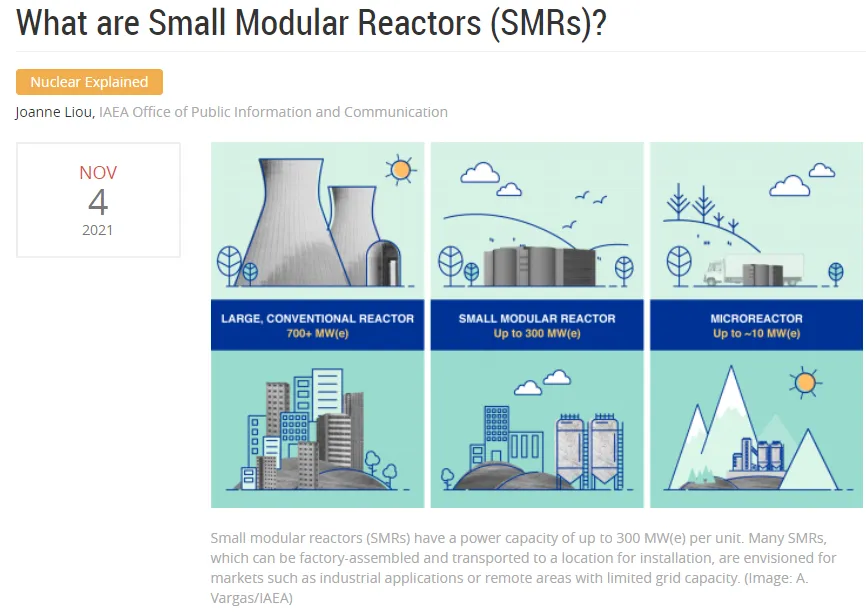 What are Small Modular Reactors (SMRs)?
Nuclear Explained
Joanne Liou, IAEA Office of Public Information and Communication
NOV
4
2021
LARGE, CONVENTIONAL REACTOR
700+ MW(e)
SMALL MODULAR REACTOR
Up to 300 MW(e)
MICROREACTOR
Up to ~10 MW(e)
Small modular reactors (SMRs) have a power capacity of up to 300 MW(e) per unit. Many SMRs,
which can be factory-assembled and transported to a location for installation, are envisioned for
markets such as industrial applications or remote areas with limited grid capacity. (Image: A.
Vargas/IAEA)